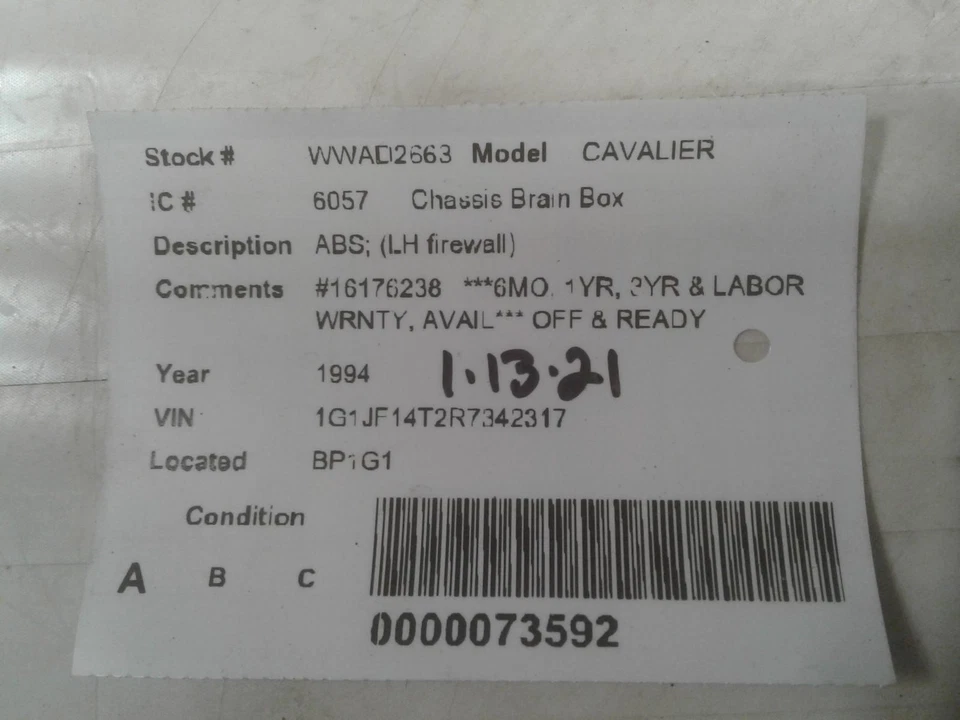 Stock # WWAD2663 Model CAVALIER
IC # 6057 Chassis Brain Box
Description ABS; (LH firewall)
Comments #16176238 ***6MO, 1YR, 3YR & LABOR
WRNTY, AVAIL*** OFF & READY
Year 1994 1.13.21
VIN 1G1JF14T2R7342317
Located BP1G1
Condition
A B C
0000073592